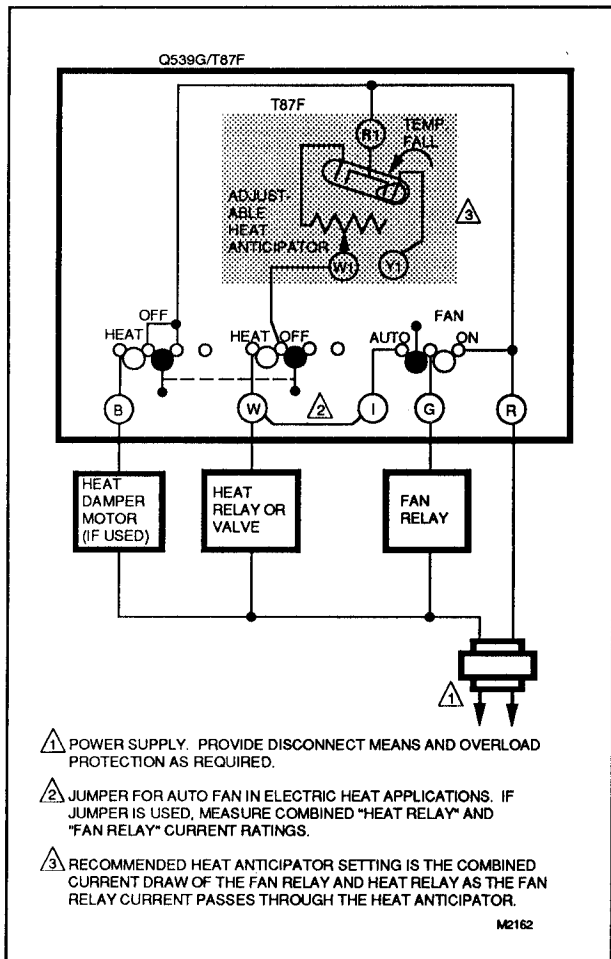 Q539G/T87F
T87F
R1
TEMP.
FALL
ADJUST-
ABLE
HEAT
ANTICIPATOR
3
W1
Y1
OFF
HEAT
HEAT OFF
FAN
AUTO
ON
B
W
2
I
G
R
HEAT
DAMPER
MOTOR
(IF USED)
HEAT
RELAY OR
VALVE
FAN
RELAY
1
1 POWER SUPPLY. PROVIDE DISCONNECT MEANS AND OVERLOAD
PROTECTION AS REQUIRED.
2 JUMPER FOR AUTO FAN IN ELECTRIC HEAT APPLICATIONS. IF
JUMPER IS USED, MEASURE COMBINED "HEAT RELAY" AND
"FAN RELAY" CURRENT RATINGS.
3 RECOMMENDED HEAT ANTICIPATOR SETTING IS THE COMBINED
CURRENT DRAW OF THE FAN RELAY AND HEAT RELAY AS THE FAN
RELAY CURRENT PASSES THROUGH THE HEAT ANTICIPATOR.
M2162